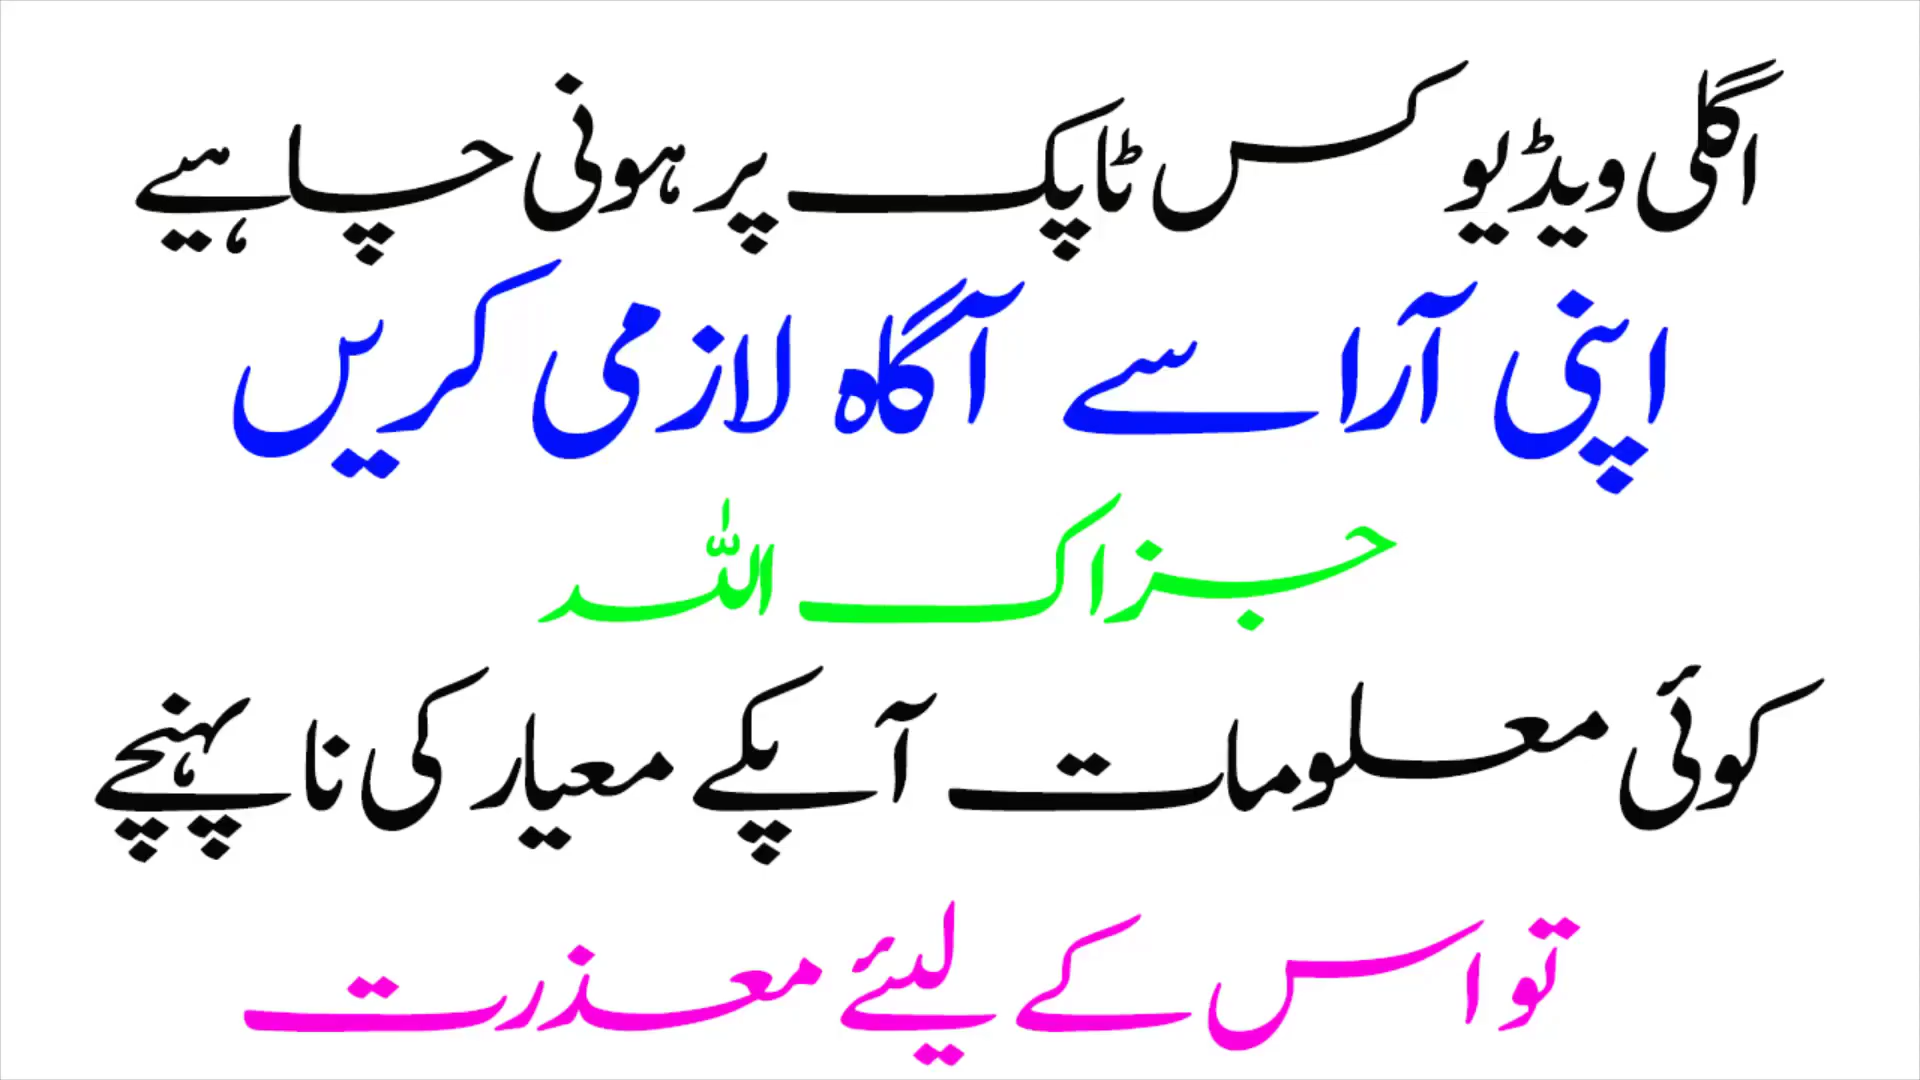 اگلی ویڈیو کس ٹاپک پر ہونی چاہیے
اپنی آرا سے آگاہ لازمی کریں
جزاک اللہ
کوئی معلومات آپکے معیار کی نا پہنچے
تو اس کے لیئے معذرت